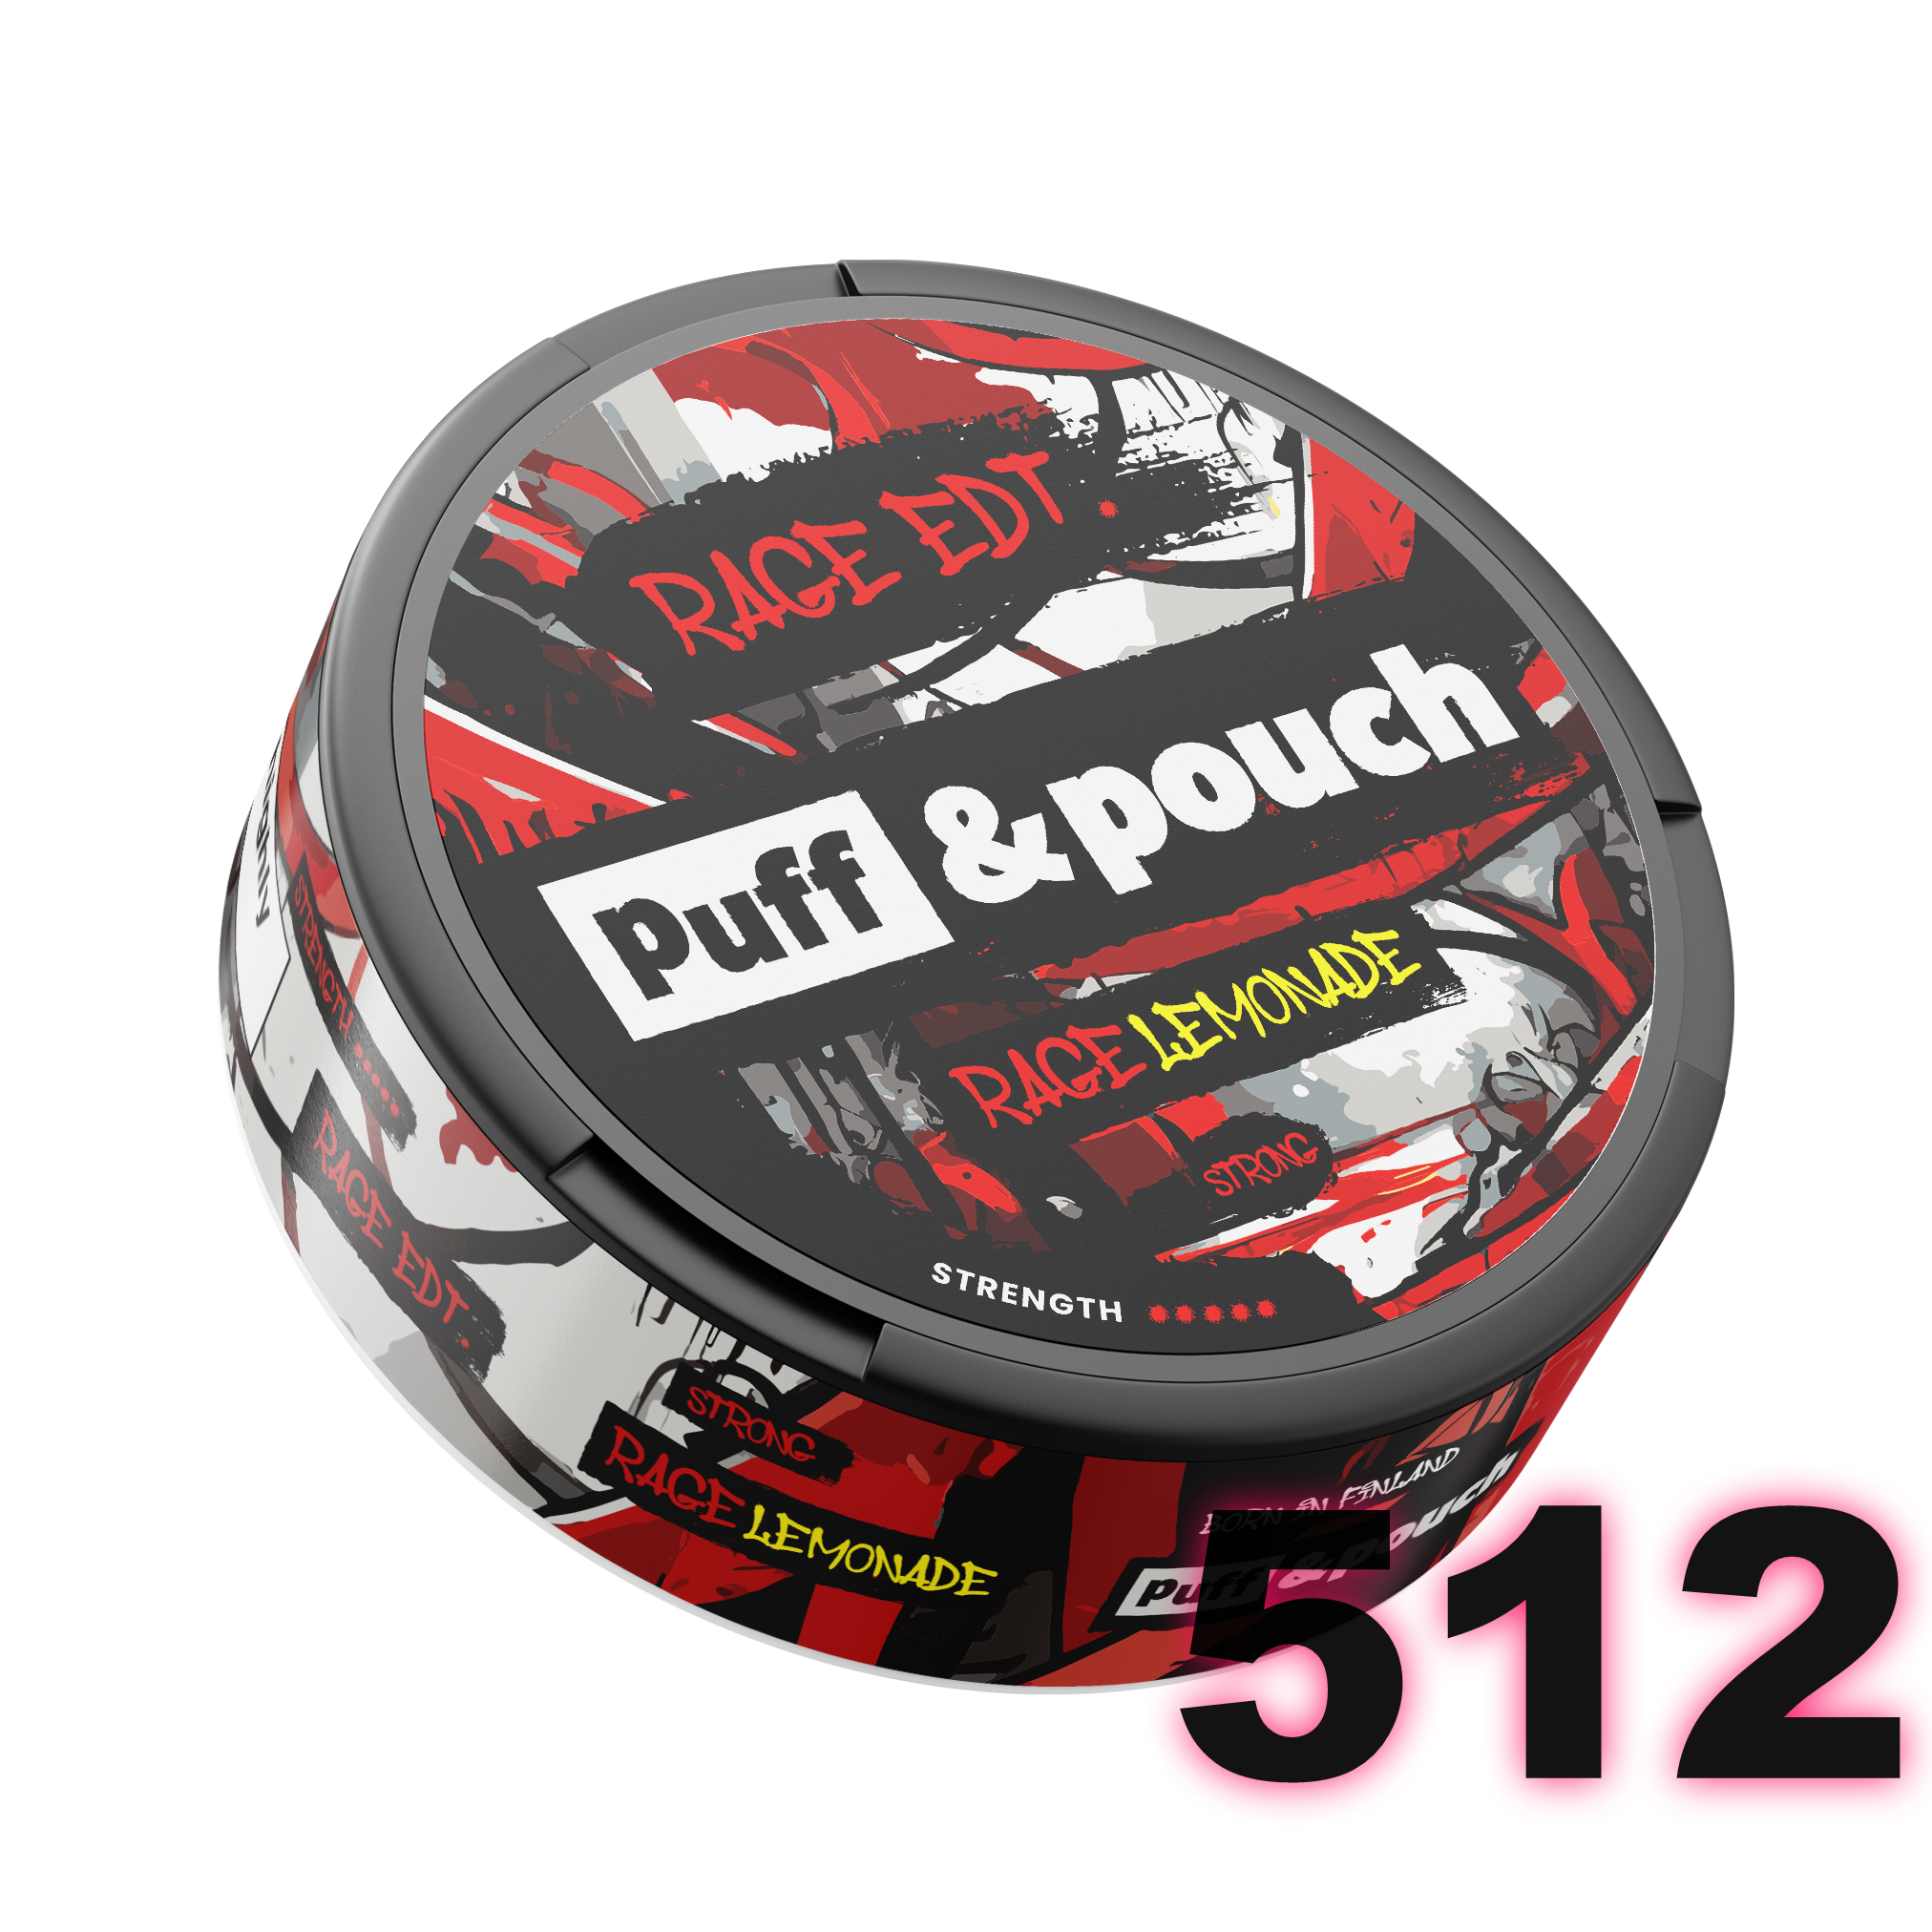 RAGE EDT.
puff & pouch
RAGE LEMONADE
STRONG
STRENGTH
STRENGTH
RAGE EDT.
STRONG
RAGE LEMONADE
BORN IN FINLAND
puff & pouch
512